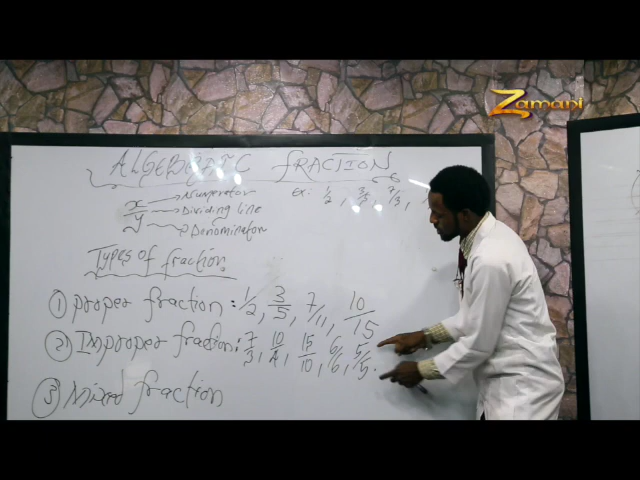 Zamani
ALGEBRAIC FRACTION
x → Numerator
→ Dividing line
y → Denominator
Ex: 1/2, 3/5, 7/3,
Types of fraction
① Proper fraction: 1/2, 3/5, 7/11, 10/15
② Improper fraction: 7/3, 10/4, 15/10, 6/6, 5/5.
③ Mixed fraction